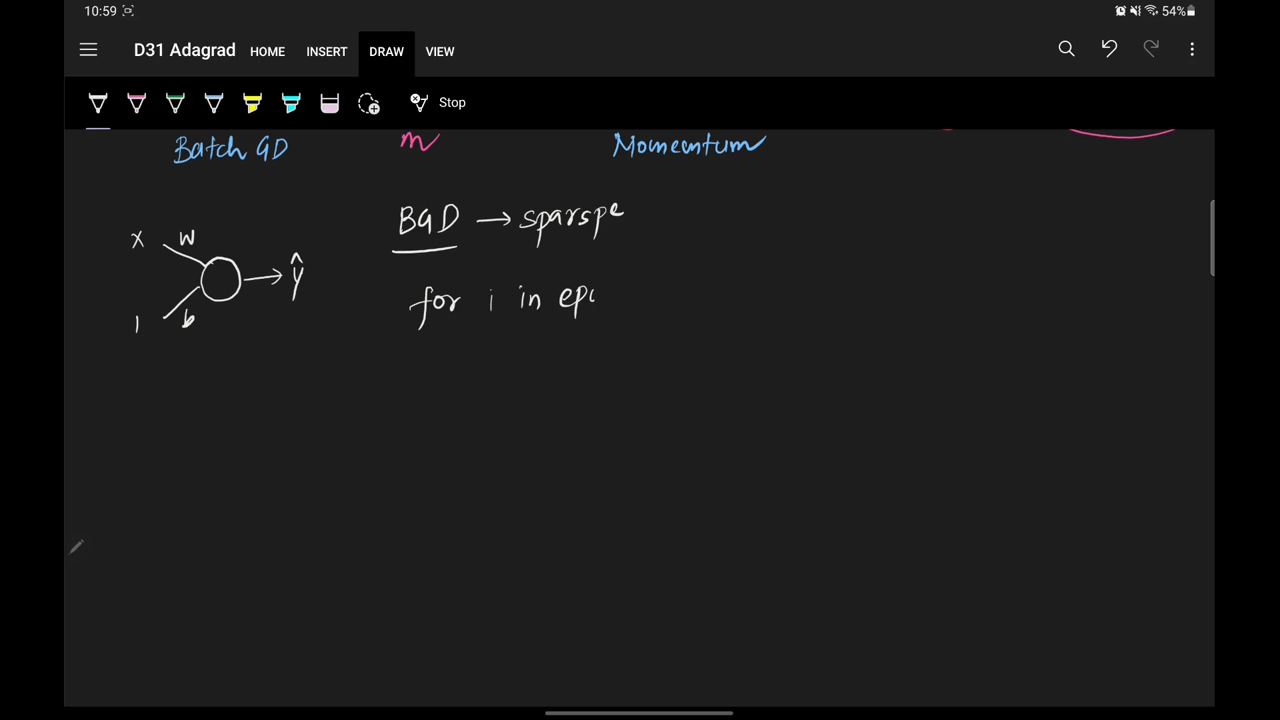 10:59 54%
D31 Adagrad HOME INSERT DRAW VIEW
Stop
Batch GD m Momentum
BGD → sparspe
x w
ŷ
1 b
for i in epo